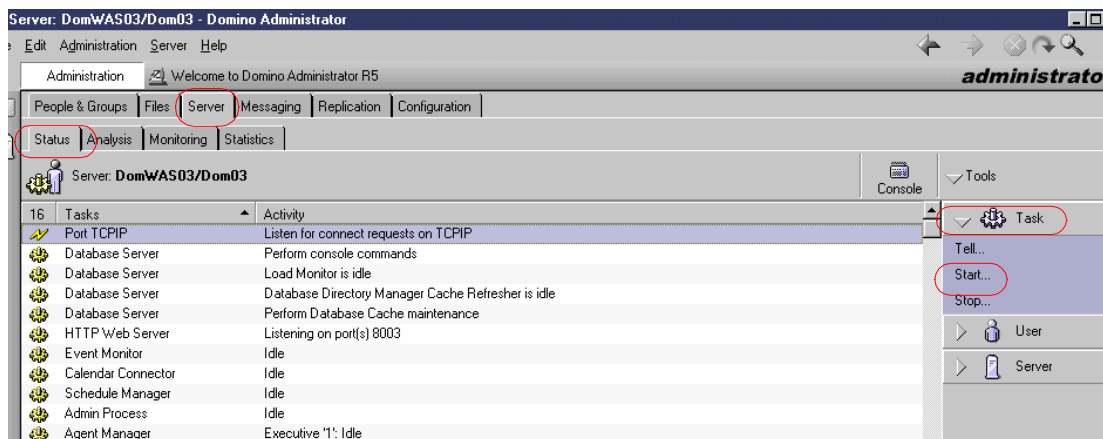 Server: DomWAS03/Dom03 - Domino Administrator
Edit Administration Server Help
Administration Welcome to Domino Administrator R5 administrato
People & Groups Files Server Messaging Replication Configuration
Status Analysis Monitoring Statistics
Server: DomWAS03/Dom03 Console Tools
16 Tasks Activity
Port TCPIP Listen for connect requests on TCPIP
Database Server Perform console commands
Database Server Load Monitor is idle
Database Server Database Directory Manager Cache Refresher is idle
Database Server Perform Database Cache maintenance
HTTP Web Server Listening on port(s) 8003
Event Monitor Idle
Calendar Connector Idle
Schedule Manager Idle
Admin Process Idle
Agent Manager Executive '1': Idle
Task
Tell...
Start...
Stop...
User
Server